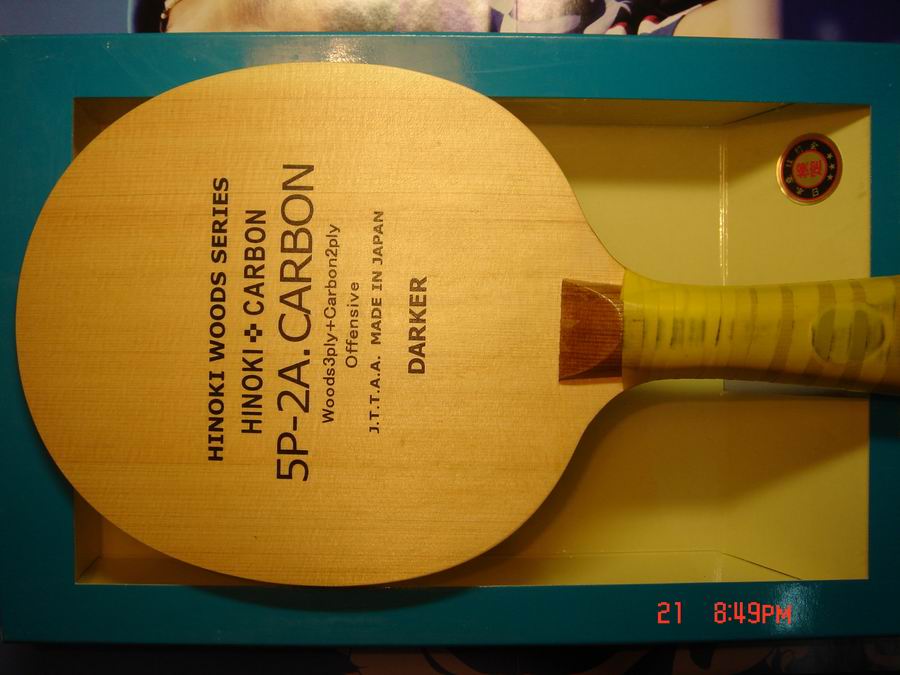 HINOKI WOODS SERIES
HINOKI✤CARBON
5P-2A.CARBON
Woods3ply+Carbon2ply
Offensive
J.T.T.A.A. MADE IN JAPAN
DARKER
21 8:49PM